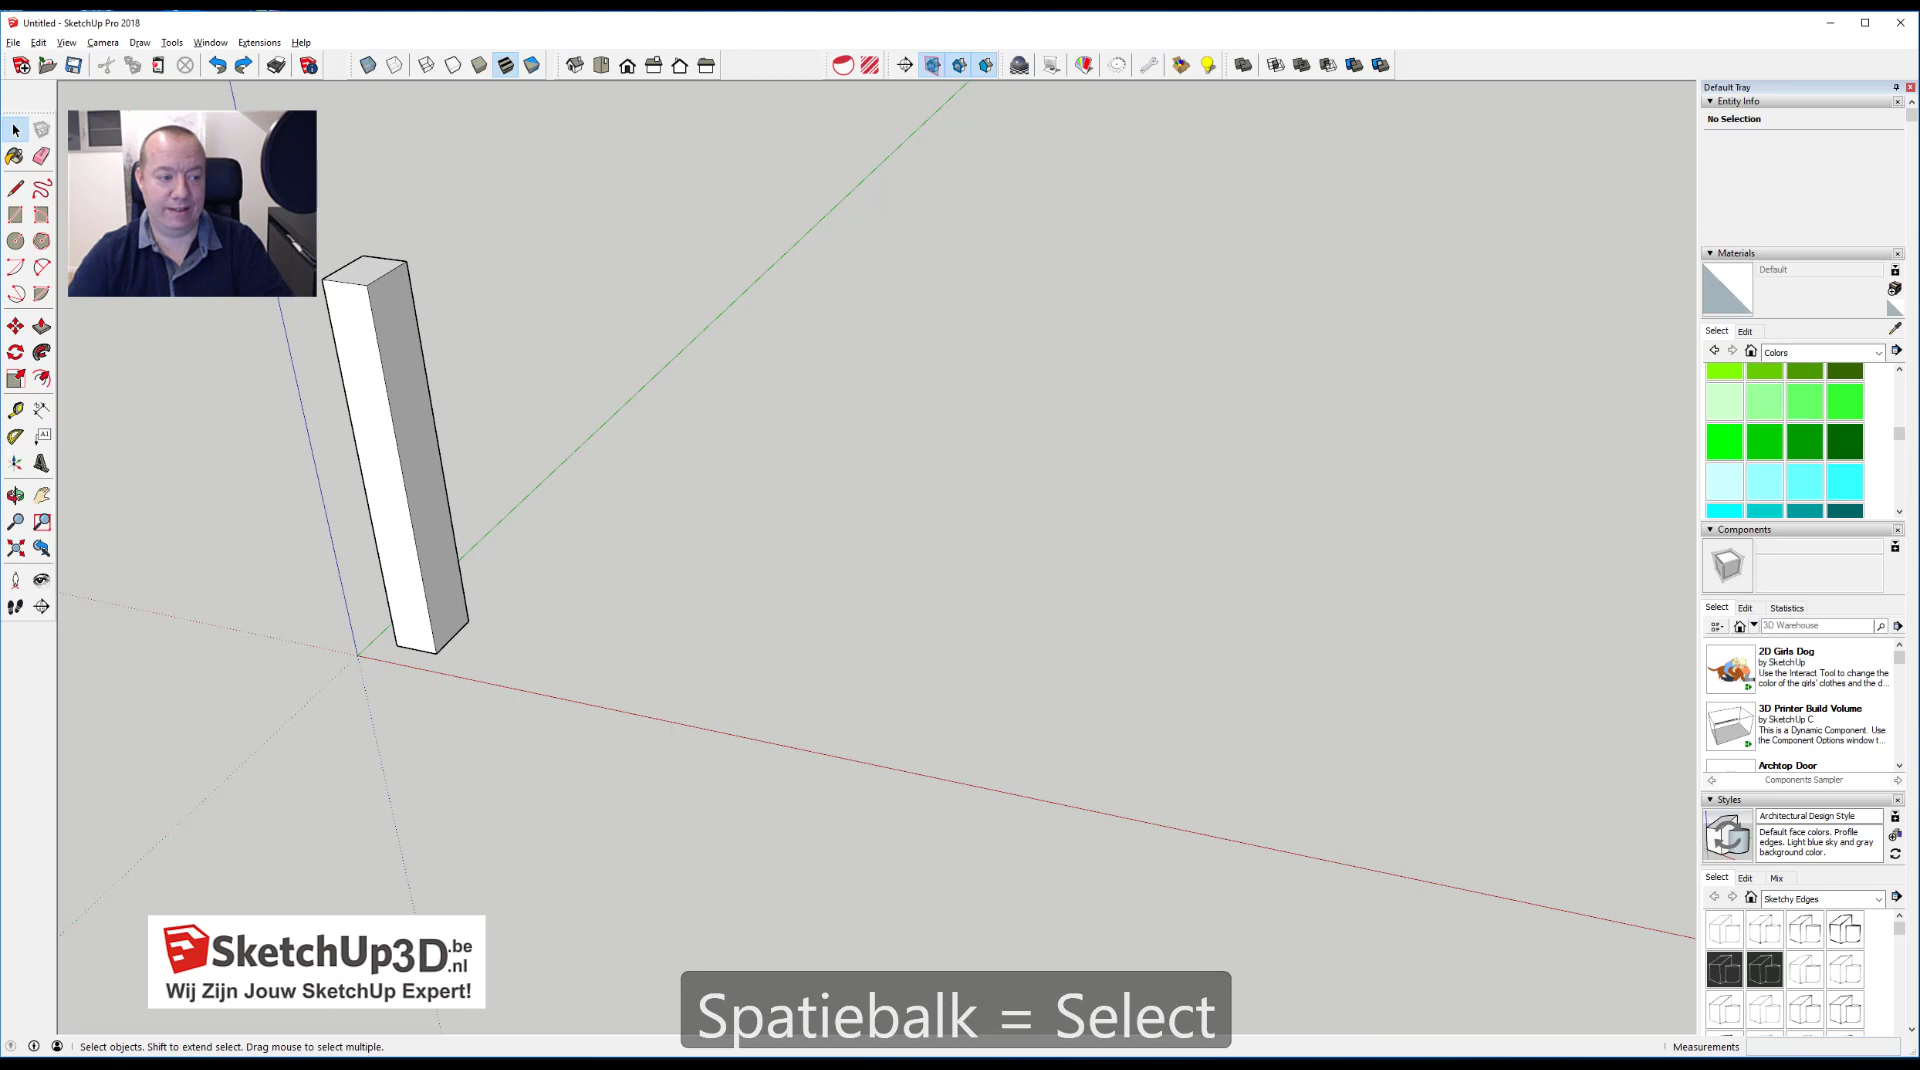 Untitled - SketchUp Pro 2018
File Edit View Camera Draw Tools Window Extensions Help
Default Tray
Entity Info
No Selection
Materials
Default
Select Edit
Colors
Components
Select Edit Statistics
3D Warehouse
2D Girls Dog
by SketchUp
Use the Interact Tool to change the
color of the girls' clothes and the d...
3D Printer Build Volume
by SketchUp C
This is a Dynamic Component. Use
the Component Options window t...
Archtop Door
Components Sampler
Styles
Architectural Design Style
Default face colors. Profile
edges. Light blue sky and gray
background color.
Select Edit Mix
Sketchy Edges
A1
SketchUp3D .be
.nl
Wij Zijn Jouw SketchUp Expert!
Spatiebalk = Select
Select objects. Shift to extend select. Drag mouse to select multiple.
Measurements